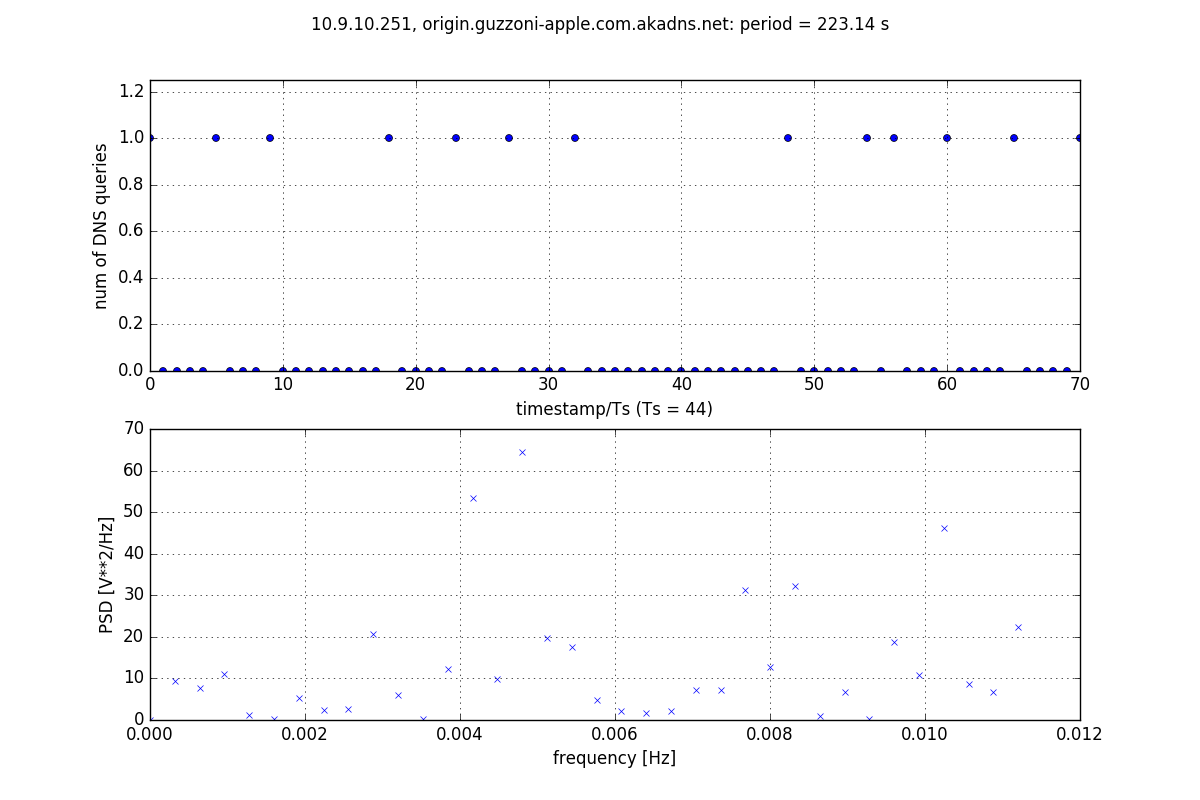 10.9.10.251, origin.guzzoni-apple.com.akadns.net: period = 223.14 s
1.2
1.0
0.8
0.6
0.4
0.2
0.0
num of DNS queries
0 10 20 30 40 50 60 70
timestamp/Ts (Ts = 44)
70
60
50
40
30
20
10
0
PSD [V**2/Hz]
0.000 0.002 0.004 0.006 0.008 0.010 0.012
frequency [Hz]